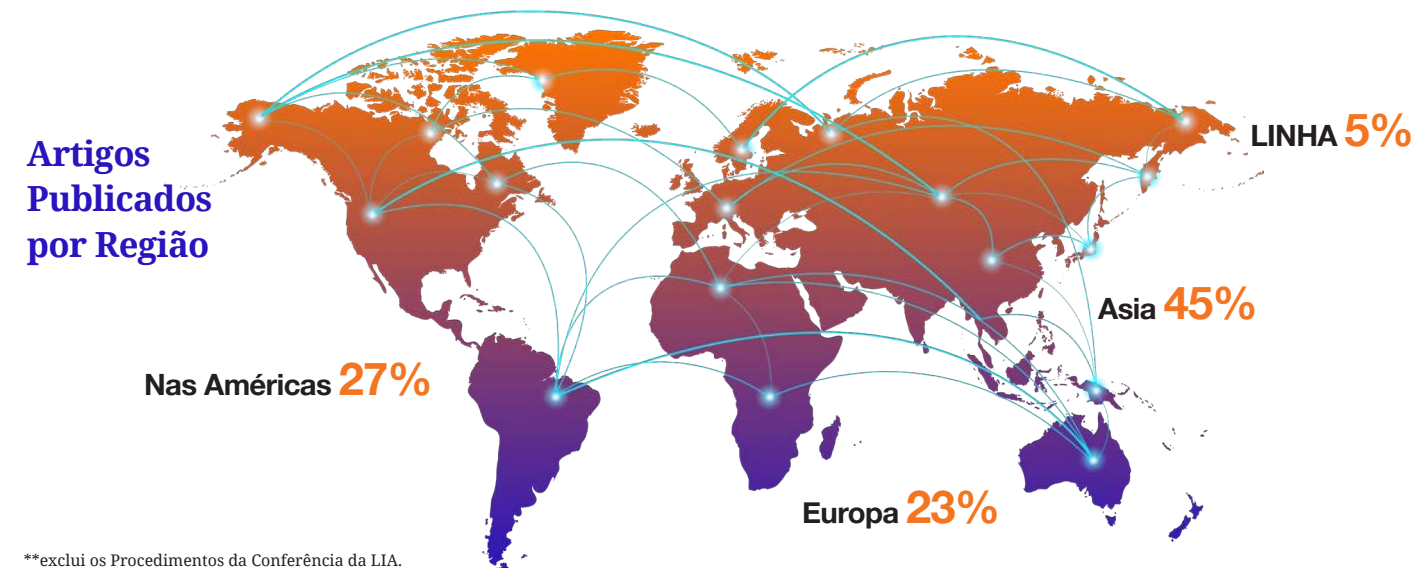 Artigos
Publicados
por Região
LINHA 5%
Asia 45%
Nas Américas 27%
Europa 23%
**exclui os Procedimentos da Conferência da LIA.